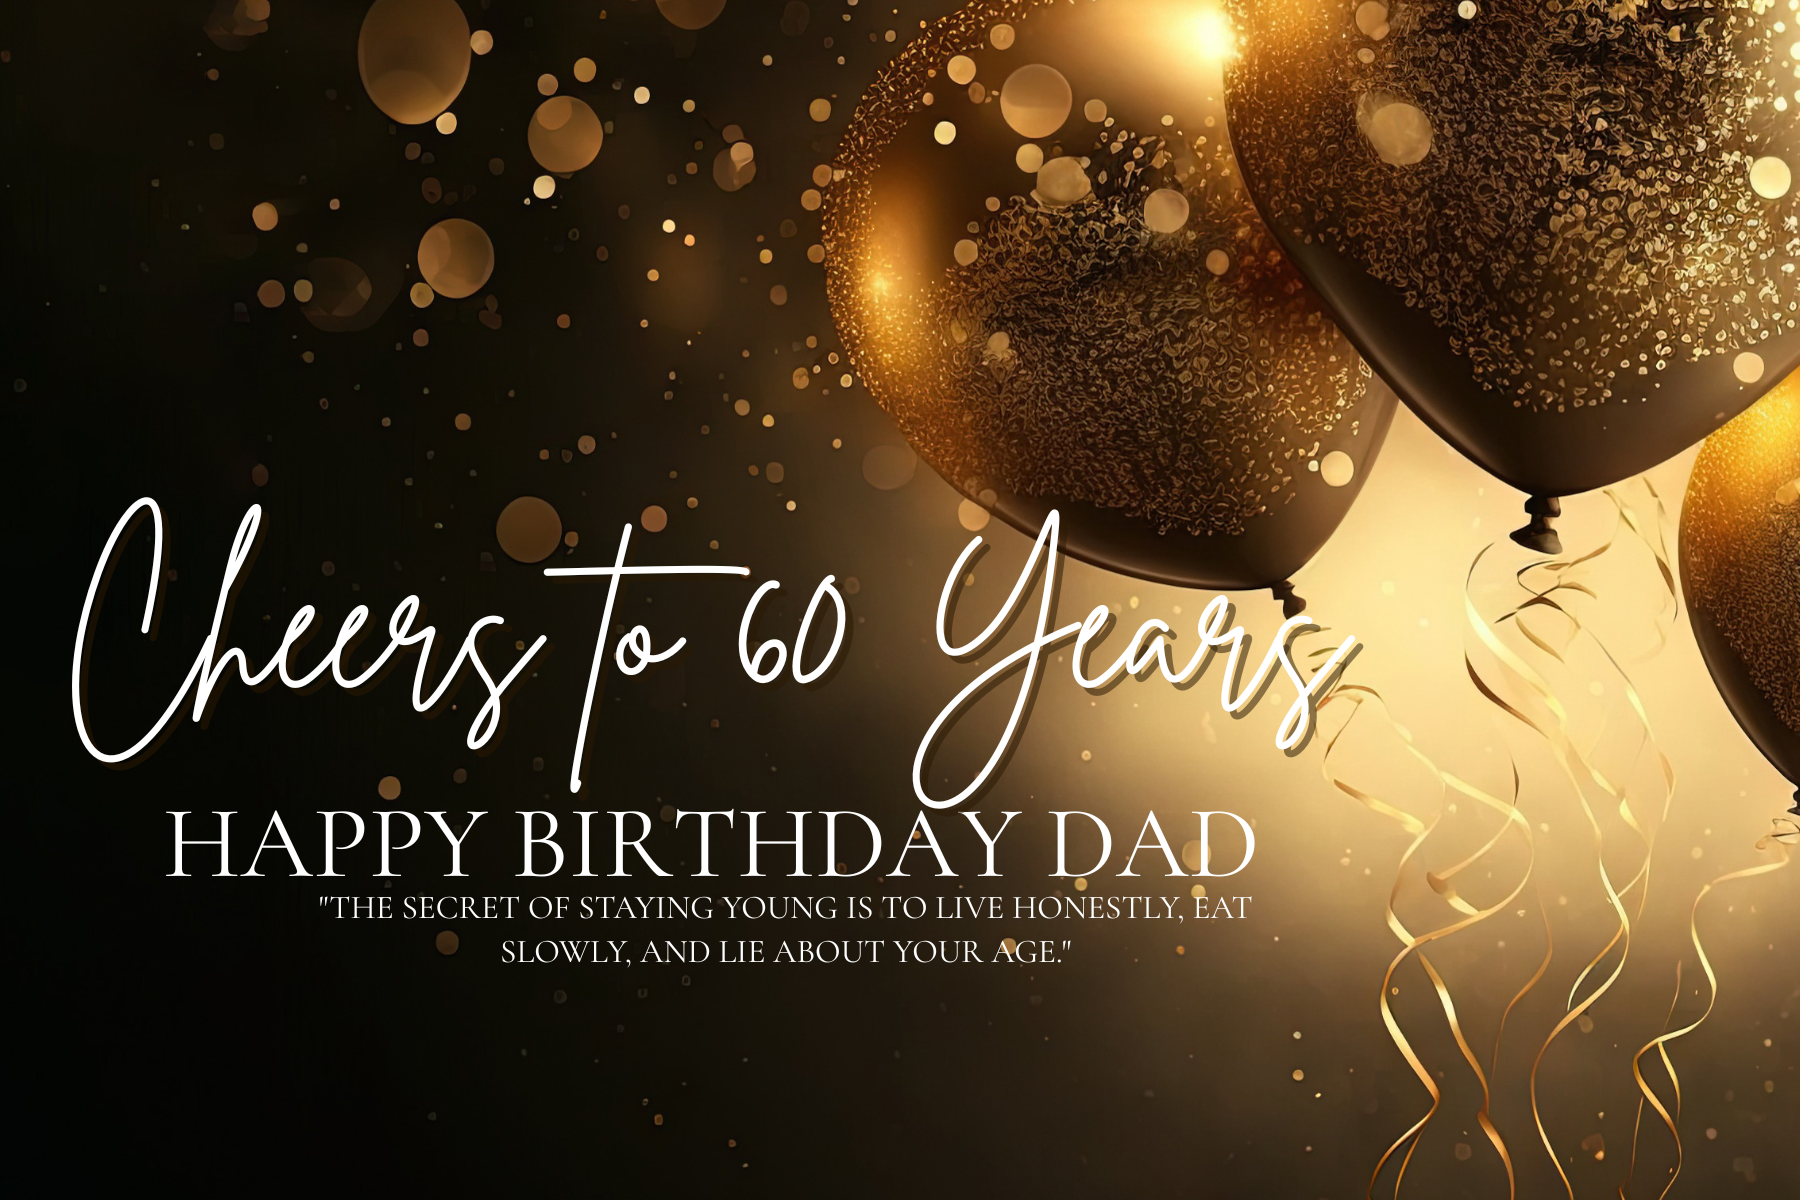 Cheers to 60 Years
HAPPY BIRTHDAY DAD
"THE SECRET OF STAYING YOUNG IS TO LIVE HONESTLY, EAT
SLOWLY, AND LIE ABOUT YOUR AGE."